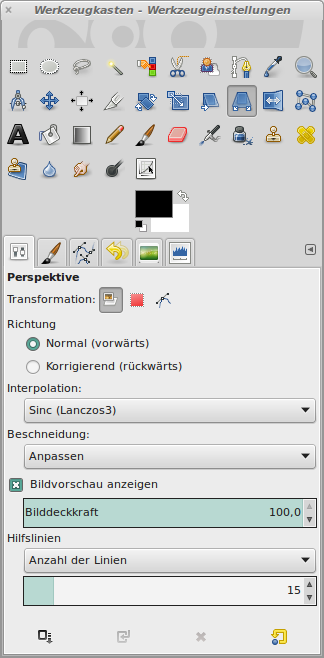 Werkzeugkasten - Werkzeugeinstellungen
Perspektive
Transformation:
Richtung
Normal (vorwärts)
Korrigierend (rückwärts)
Interpolation:
Sinc (Lanczos3)
Beschneidung:
Anpassen
Bildvorschau anzeigen
Bilddeckkraft 100,0
Hilfslinien
Anzahl der Linien
15